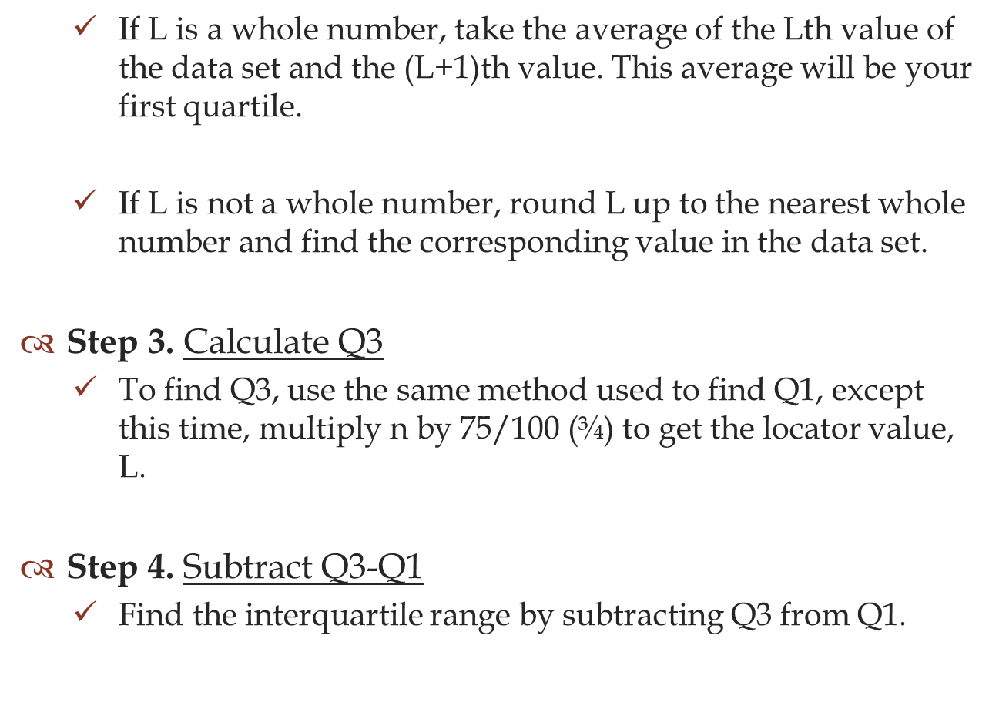 ✓ If L is a whole number, take the average of the Lth value of
the data set and the (L+1)th value. This average will be your
first quartile.
✓ If L is not a whole number, round L up to the nearest whole
number and find the corresponding value in the data set.
Step 3. Calculate Q3
✓ To find Q3, use the same method used to find Q1, except
this time, multiply n by 75/100 (¾) to get the locator value,
L.
Step 4. Subtract Q3-Q1
✓ Find the interquartile range by subtracting Q3 from Q1.